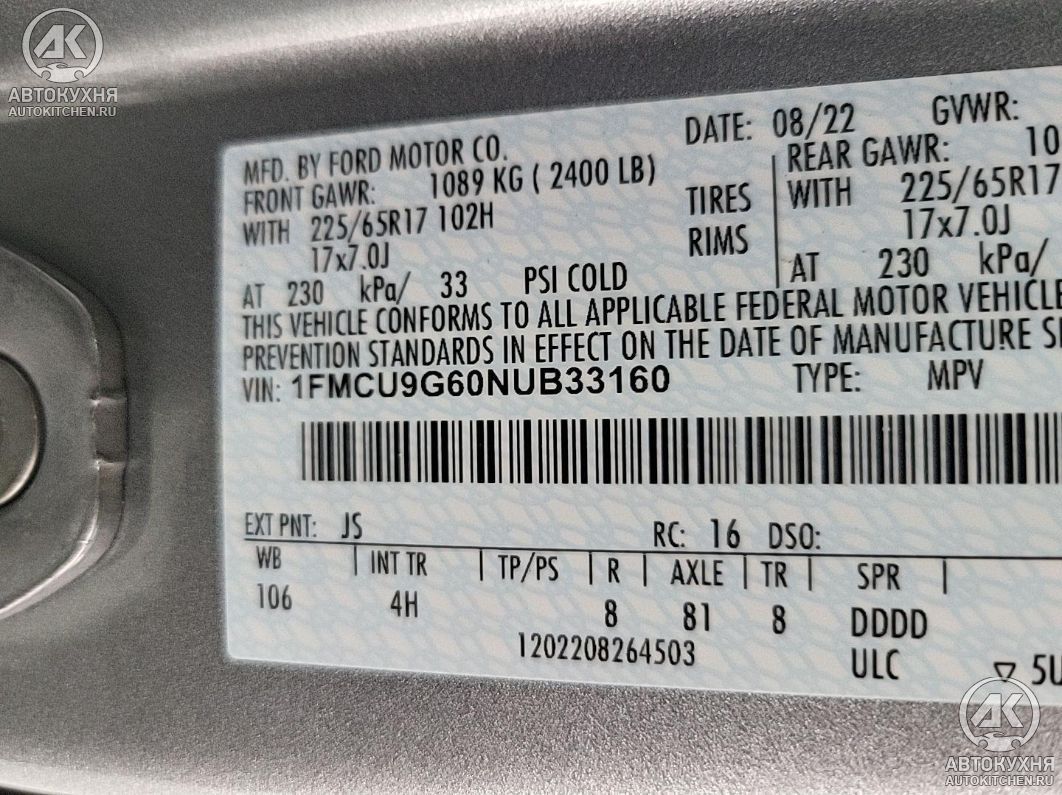 АК
АВТОКУХНЯ
AUTOKITCHEN.RU
MFD. BY FORD MOTOR CO. DATE: 08/22 GVWR:
FRONT GAWR: 1089 KG ( 2400 LB) REAR GAWR: 10
WITH 225/65R17 102H TIRES WITH 225/65R17
17x7.0J RIMS 17x7.0J
AT 230 kPa/ 33 PSI COLD AT 230 kPa/
THIS VEHICLE CONFORMS TO ALL APPLICABLE FEDERAL MOTOR VEHICLE
PREVENTION STANDARDS IN EFFECT ON THE DATE OF MANUFACTURE S
VIN: 1FMCU9G60NUB33160 TYPE: MPV
EXT PNT: JS RC: 16 DSO:
WB | INT TR | TP/PS | R | AXLE | TR | SPR |
106 4H 8 81 8 DDDD
1202208264503 ULC ▽ 5U
АК
АВТОКУХНЯ
AUTOKITCHEN.RU